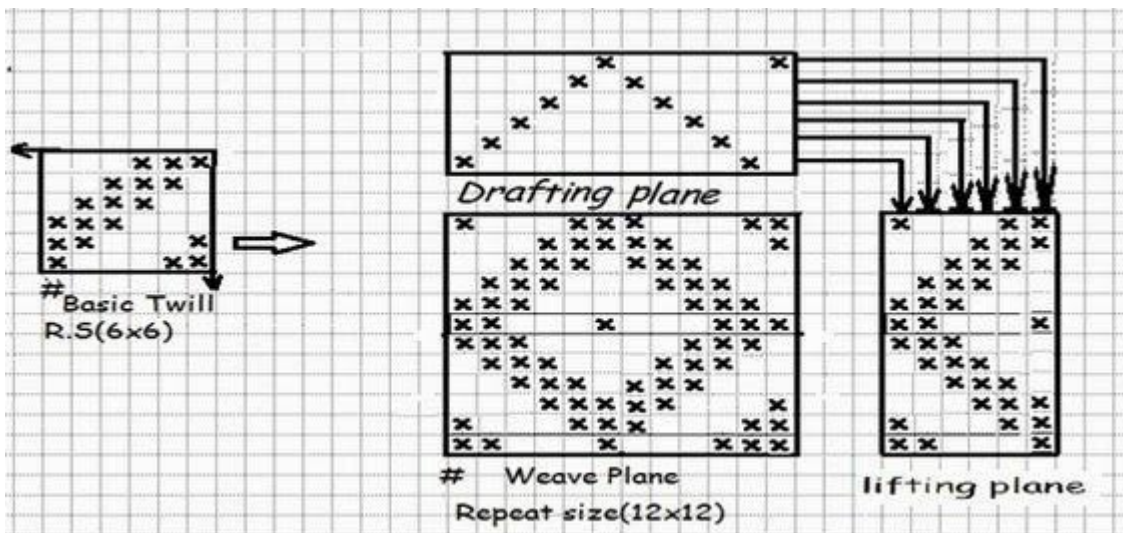 Drafting plane
# Basic Twill
R.S(6x6)
# Weave Plane
Repeat size(12x12)
lifting plane